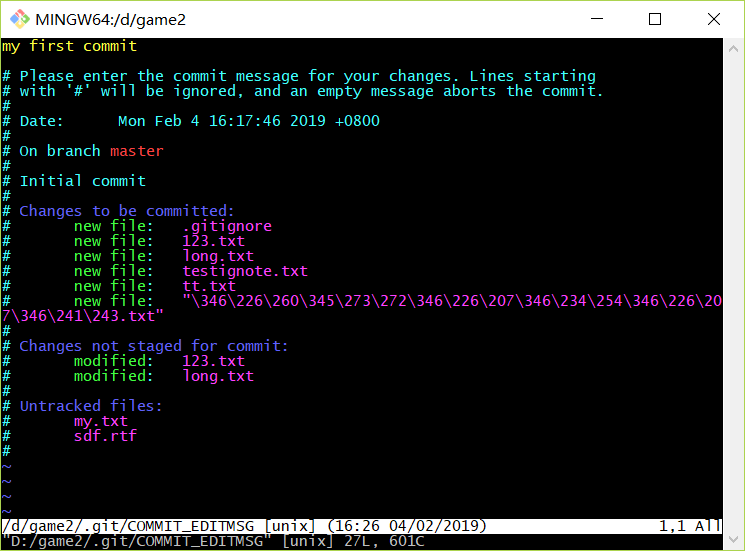 MINGW64:/d/game2
my first commit
# Please enter the commit message for your changes. Lines starting
# with '#' will be ignored, and an empty message aborts the commit.
#
# Date:      Mon Feb 4 16:17:46 2019 +0800
#
# On branch master
#
# Initial commit
#
# Changes to be committed:
#       new file:   .gitignore
#       new file:   123.txt
#       new file:   long.txt
#       new file:   testignote.txt
#       new file:   tt.txt
#       new file:   "\346\226\260\345\273\272\346\226\207\346\234\254\346\226\20
7\346\241\243.txt"
#
# Changes not staged for commit:
#       modified:   123.txt
#       modified:   long.txt
#
# Untracked files:
#       my.txt
#       sdf.rtf
#
~
~
~
~
/d/game2/.git/COMMIT_EDITMSG [unix] (16:26 04/02/2019) 1,1 All
"D:/game2/.git/COMMIT_EDITMSG" [unix] 27L, 601C